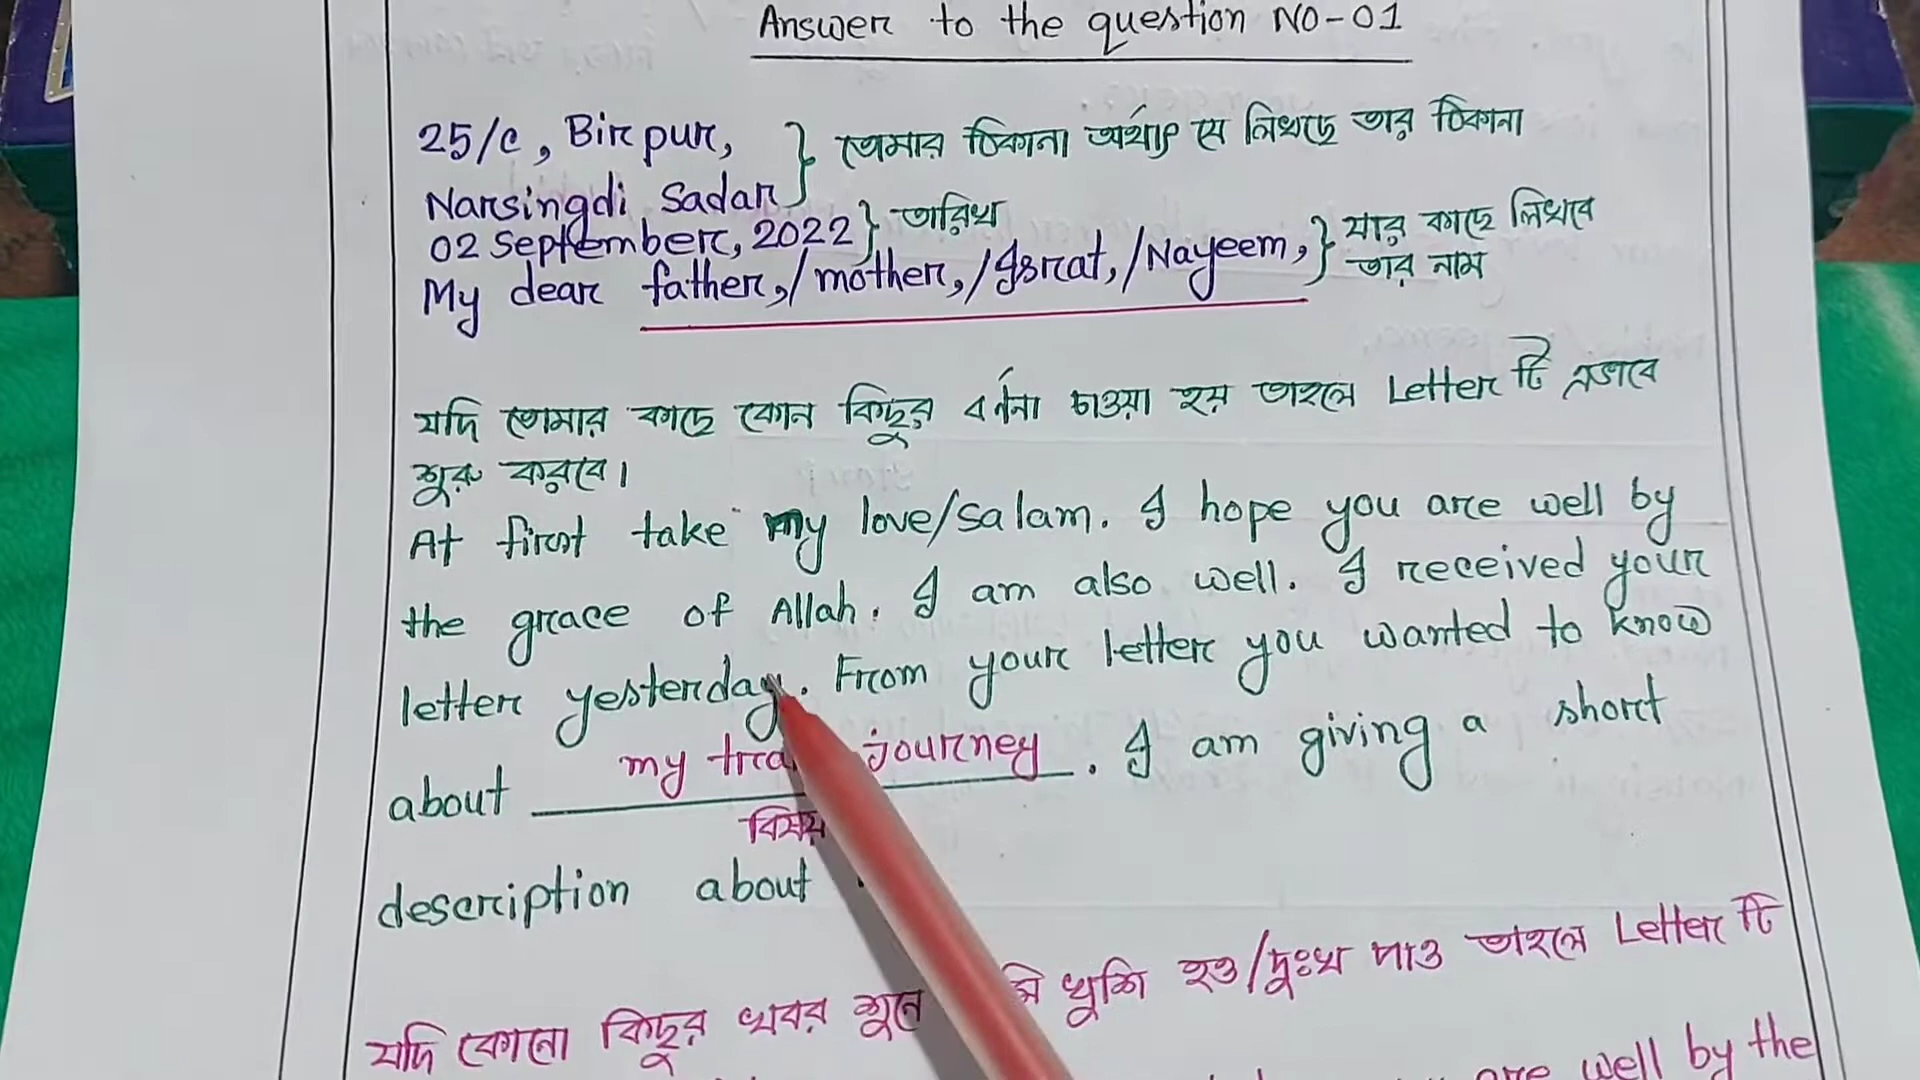 Answer to the question NO-01
25/c, Birpur, } তোমার ঠিকানা অর্থাৎ যে লিখছে তার ঠিকানা
Narsingdi Sadar
02 September, 2022 } তারিখ
My dear father,/mother,/Israt,/Nayeem, } যার কাছে লিখবে তার নাম
যদি তোমার কাছে কোন কিছুর বর্ননা চাওয়া হয় তাহলে Letter টি এভাবে
শুরু করবে।
At first take my love/salam. I hope you are well by
the grace of Allah. I am also well. I received your
letter yesterday. From your letter you wanted to know
about my journey. I am giving a short
বিষয়
description about
যদি কোনো কিছুর খবর শুনে খুশি হও/দুঃখ পাও তাহলে Letter টি
are well by the